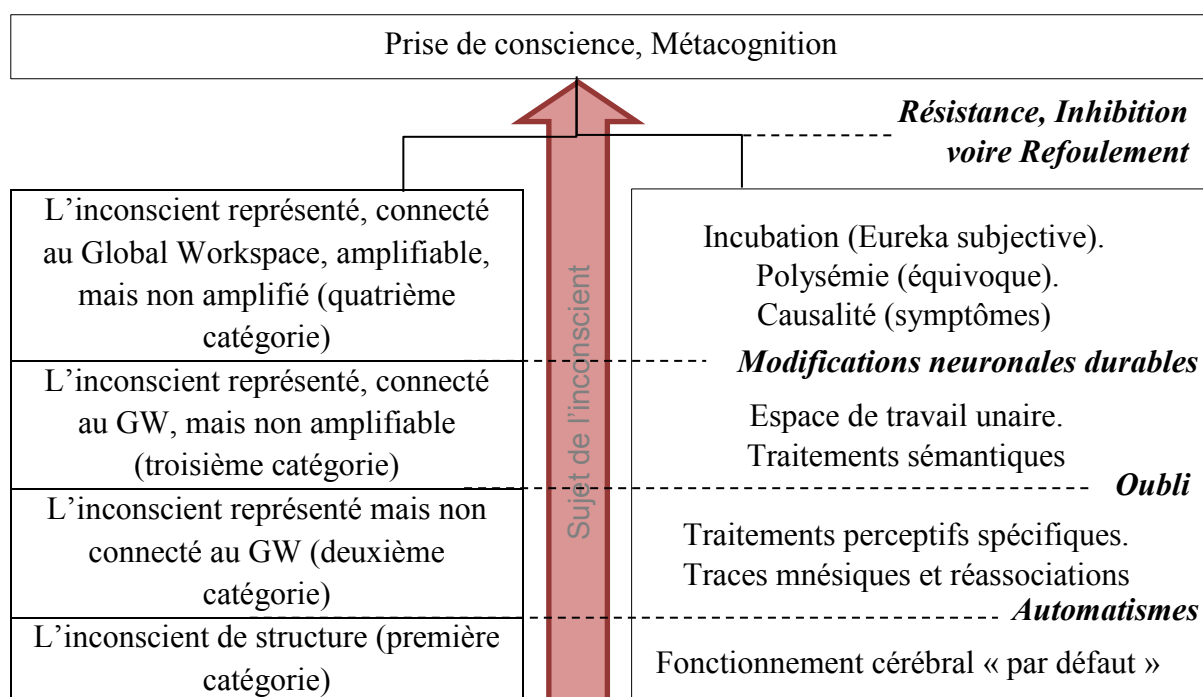 Prise de conscience, Métacognition
Résistance, Inhibition
voire Refoulement
L’inconscient représenté, connecté
au Global Workspace, amplifiable,
mais non amplifié (quatrième
catégorie)
L’inconscient représenté, connecté
au GW, mais non amplifiable
(troisième catégorie)
L’inconscient représenté mais non
connecté au GW (deuxième
catégorie)
L’inconscient de structure (première
catégorie)
Sujet de l’inconscient
Incubation (Eureka subjective).
Polysémie (équivoque).
Causalité (symptômes)
Modifications neuronales durables
Espace de travail unaire.
Traitements sémantiques
Oubli
Traitements perceptifs spécifiques.
Traces mnésiques et réassociations
Automatismes
Fonctionnement cérébral « par défaut »